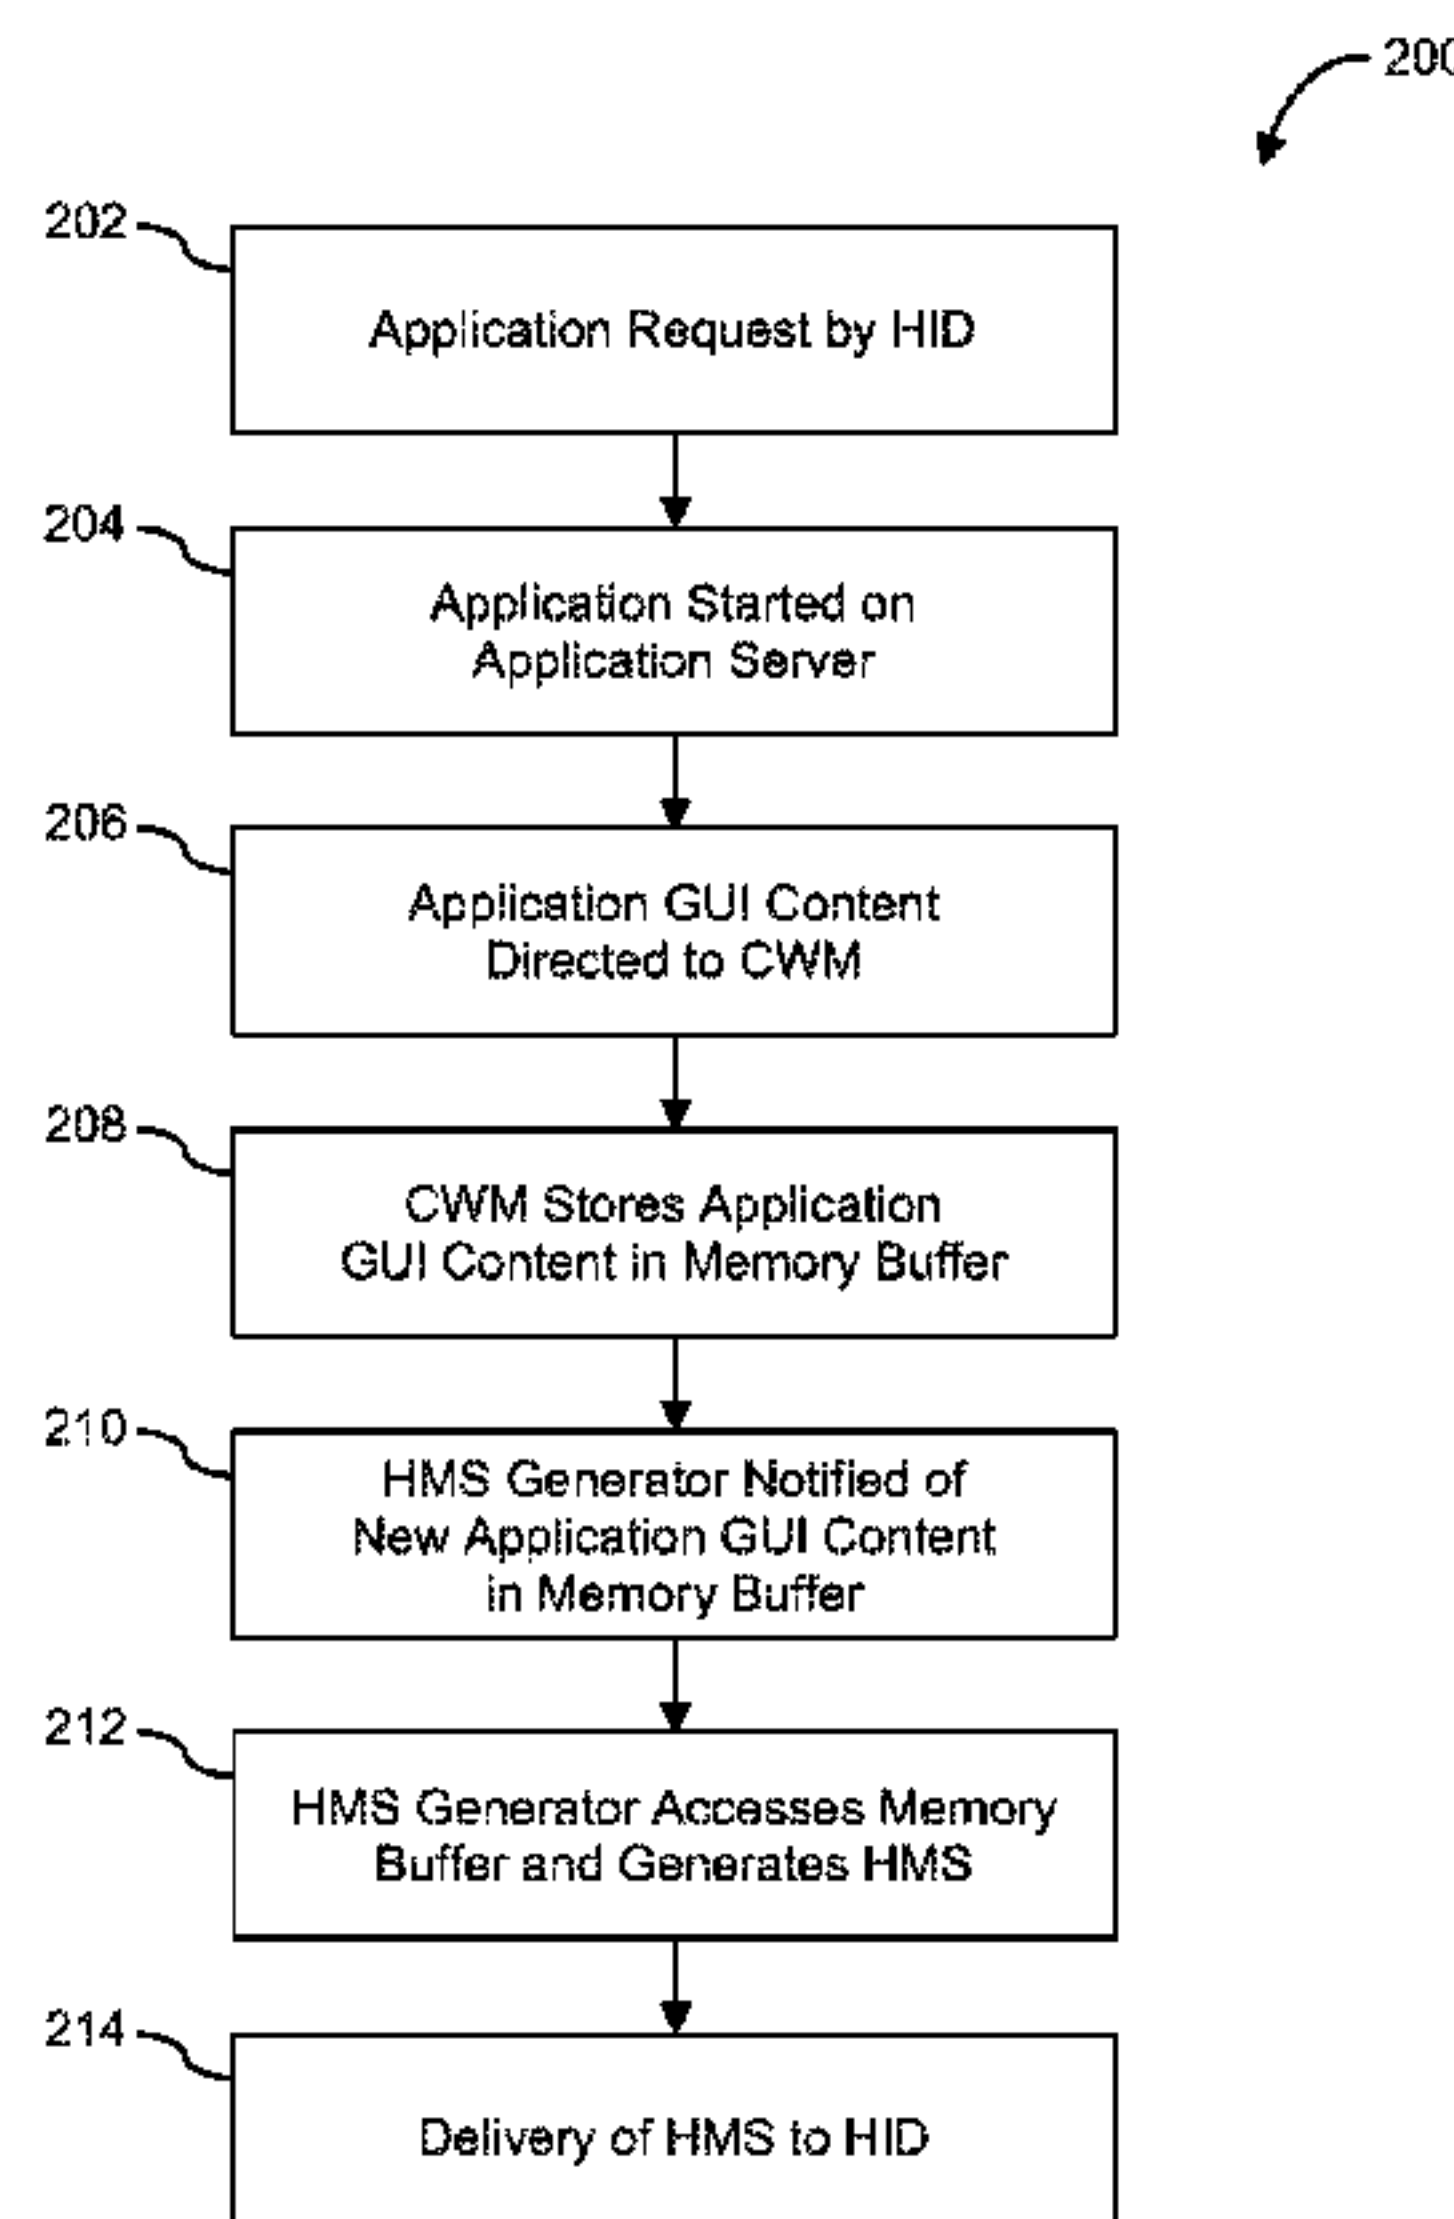 200
202
Application Request by HID
204
Application Started on
Application Server
206
Application GUI Content
Directed to CWM
208
CWM Stores Application
GUI Content in Memory Buffer
210
HMS Generator Notified of
New Application GUI Content
in Memory Buffer
212
HMS Generator Accesses Memory
Buffer and Generates HMS
214
Delivery of HMS to HID